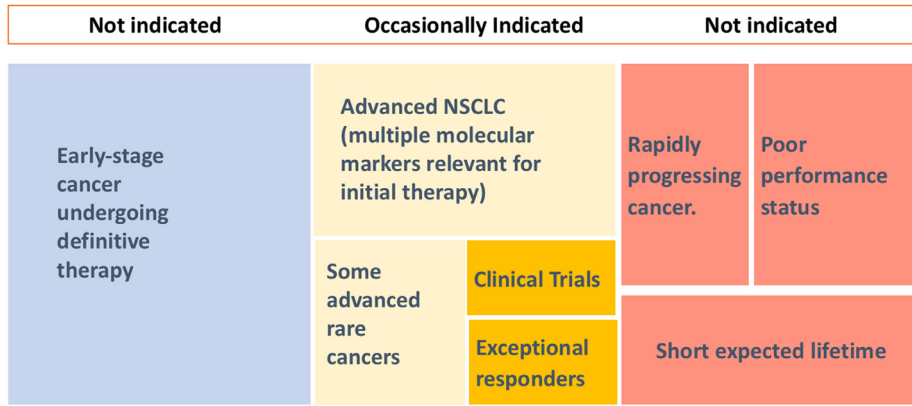 Not indicated
Occasionally Indicated
Not indicated
Early-stage
cancer
undergoing
definitive
therapy
Advanced NSCLC
(multiple molecular
markers relevant for
initial therapy)
Some
advanced
rare
cancers
Clinical Trials
Exceptional
responders
Rapidly
progressing
cancer.
Poor
performance
status
Short expected lifetime